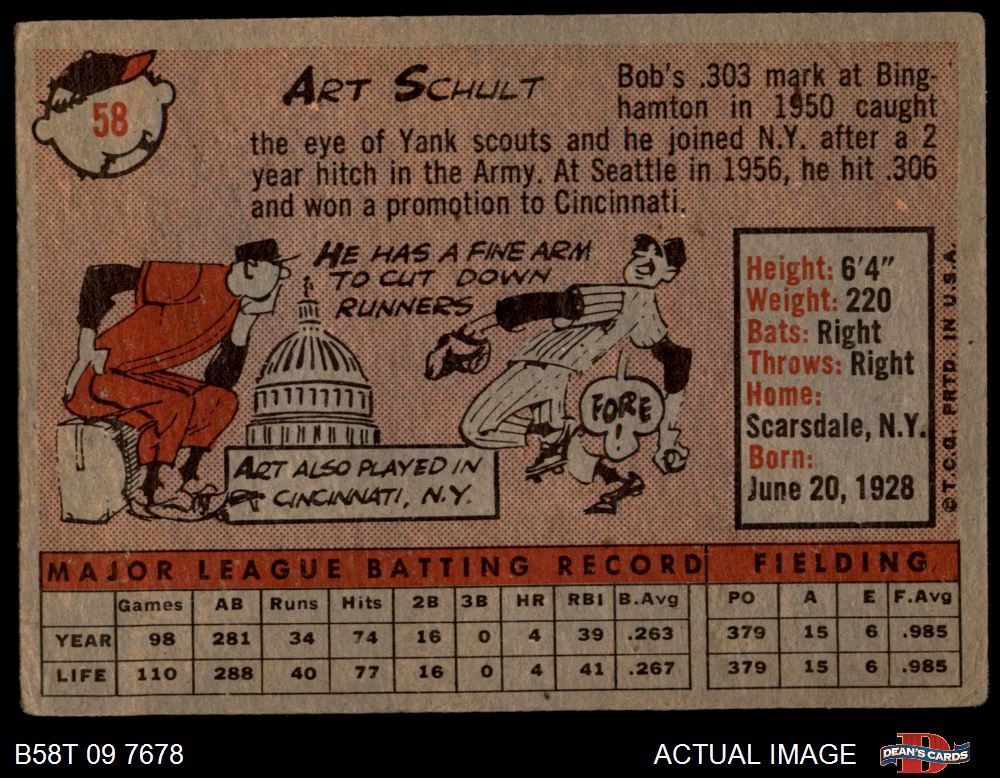 58
ART SCHULT
Bob's .303 mark at Bing-
hamton in 1950 caught
the eye of Yank scouts and he joined N.Y. after a 2
year hitch in the Army. At Seattle in 1956, he hit .306
and won a promotion to Cincinnati.
HE HAS A FINE ARM
TO CUT DOWN
RUNNERS
FORE
!
ART ALSO PLAYED IN
CINCINNATI, N.Y.
Height: 6'4"
Weight: 220
Bats: Right
Throws: Right
Home:
Scarsdale, N.Y.
Born:
June 20, 1928
© T.C.G. PRTD. IN U.S.A.
MAJOR LEAGUE BATTING RECORD FIELDING
Games AB Runs Hits 2B 3B HR RBI B.Avg PO A E F.Avg
YEAR 98 281 34 74 16 0 4 39 .263 379 15 6 .985
LIFE 110 288 40 77 16 0 4 41 .267 379 15 6 .985
B58T 09 7678 ACTUAL IMAGE DEAN'S CARDS